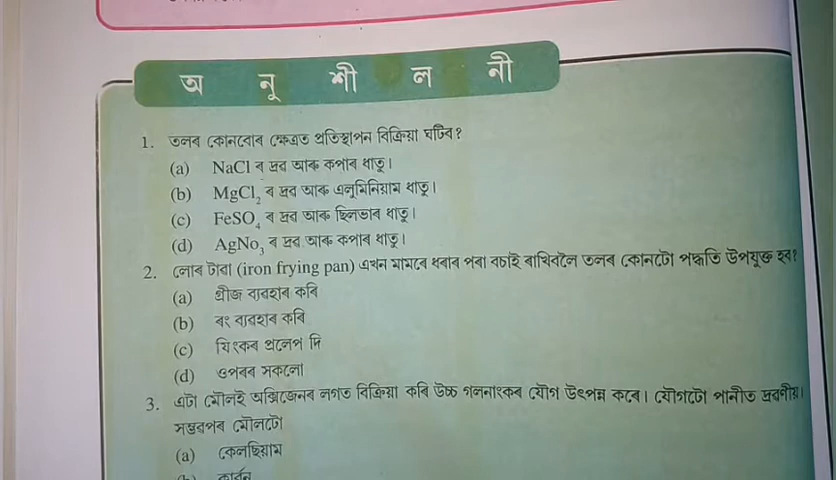 অ নু শী ল নী
1. তলৰ কোনবোৰ ক্ষেত্ৰত প্ৰতিস্থাপন বিক্ৰিয়া ঘটিব?
(a) NaCl ৰ দ্ৰৱ আৰু কপাৰ ধাতু।
(b) MgCl₂ ৰ দ্ৰৱ আৰু এলুমিনিয়াম ধাতু।
(c) FeSO₄ ৰ দ্ৰৱ আৰু ছিলভাৰ ধাতু।
(d) AgNO₃ ৰ দ্ৰৱ আৰু কপাৰ ধাতু।
2. লোৰ টাৱা (iron frying pan) এখন মামৰে ধৰাৰ পৰা বচাই ৰাখিবলৈ তলৰ কোনটো পদ্ধতি উপযুক্ত হব?
(a) গ্ৰীজ ব্যৱহাৰ কৰি
(b) ৰং ব্যৱহাৰ কৰি
(c) যিংকৰ প্ৰলেপ দি
(d) ওপৰৰ সকলো
3. এটা মৌলই অক্সিজেনৰ লগত বিক্ৰিয়া কৰি উচ্চ গলনাংকৰ যৌগ উৎপন্ন কৰে। যৌগটো পানীত দ্ৰৱণীয়।
সম্ভৱপৰ মৌলটো
(a) কেলছিয়াম
(b) কাৰ্বন